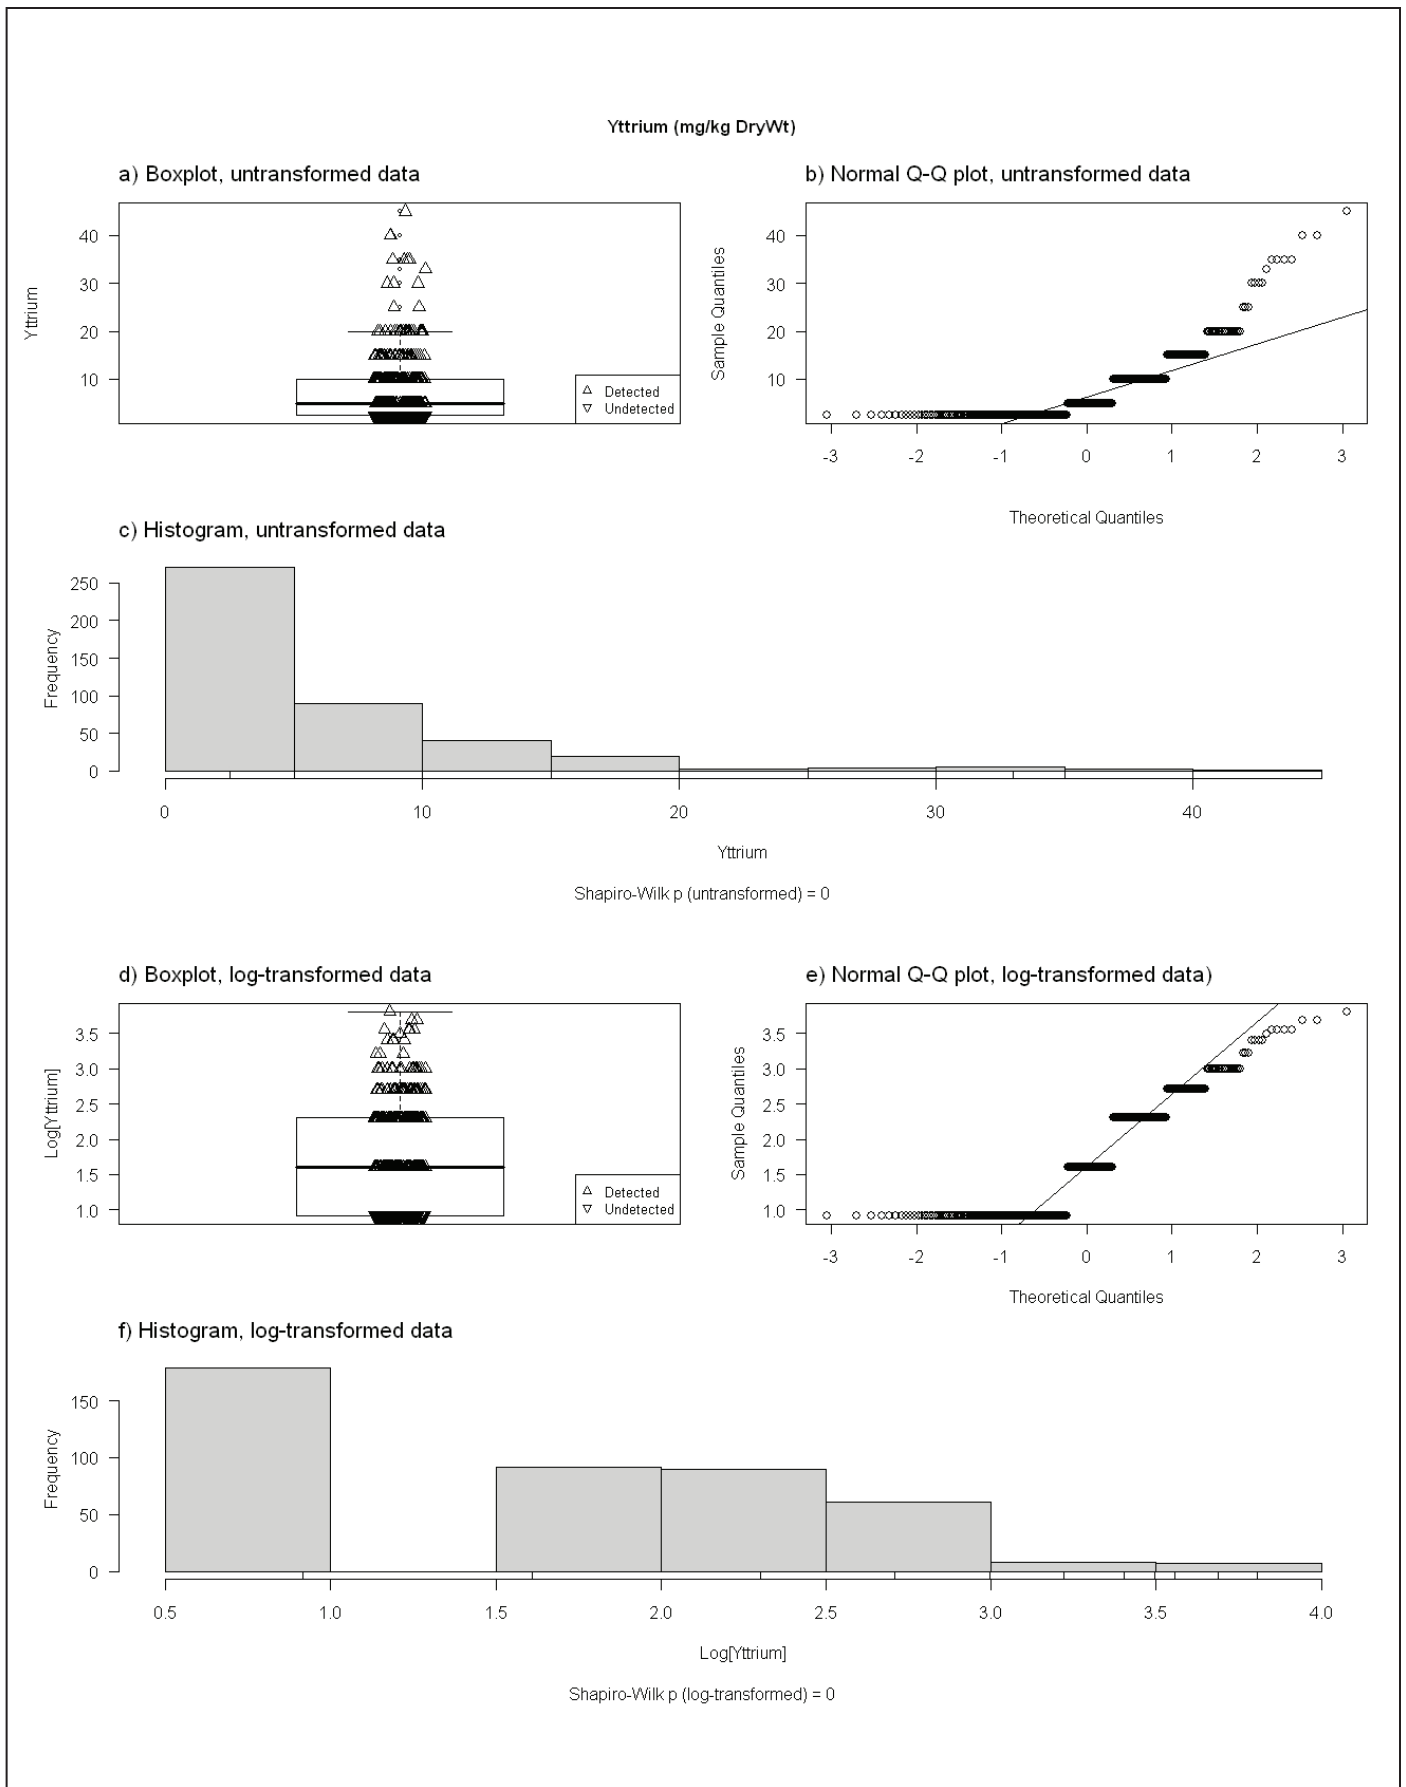 Yttrium (mg/kg DryWt)
a) Boxplot, untransformed data
Yttrium
40
30
20
10
Detected
Undetected
b) Normal Q-Q plot, untransformed data
Sample Quantiles
40
30
20
10
-3 -2 -1 0 1 2 3
Theoretical Quantiles
c) Histogram, untransformed data
Frequency
250
200
150
100
50
0
0 10 20 30 40
Yttrium
Shapiro-Wilk p (untransformed) = 0
d) Boxplot, log-transformed data
Log[Yttrium]
3.5
3.0
2.5
2.0
1.5
1.0
Detected
Undetected
e) Normal Q-Q plot, log-transformed data)
Sample Quantiles
3.5
3.0
2.5
2.0
1.5
1.0
-3 -2 -1 0 1 2 3
Theoretical Quantiles
f) Histogram, log-transformed data
Frequency
150
100
50
0
0.5 1.0 1.5 2.0 2.5 3.0 3.5 4.0
Log[Yttrium]
Shapiro-Wilk p (log-transformed) = 0